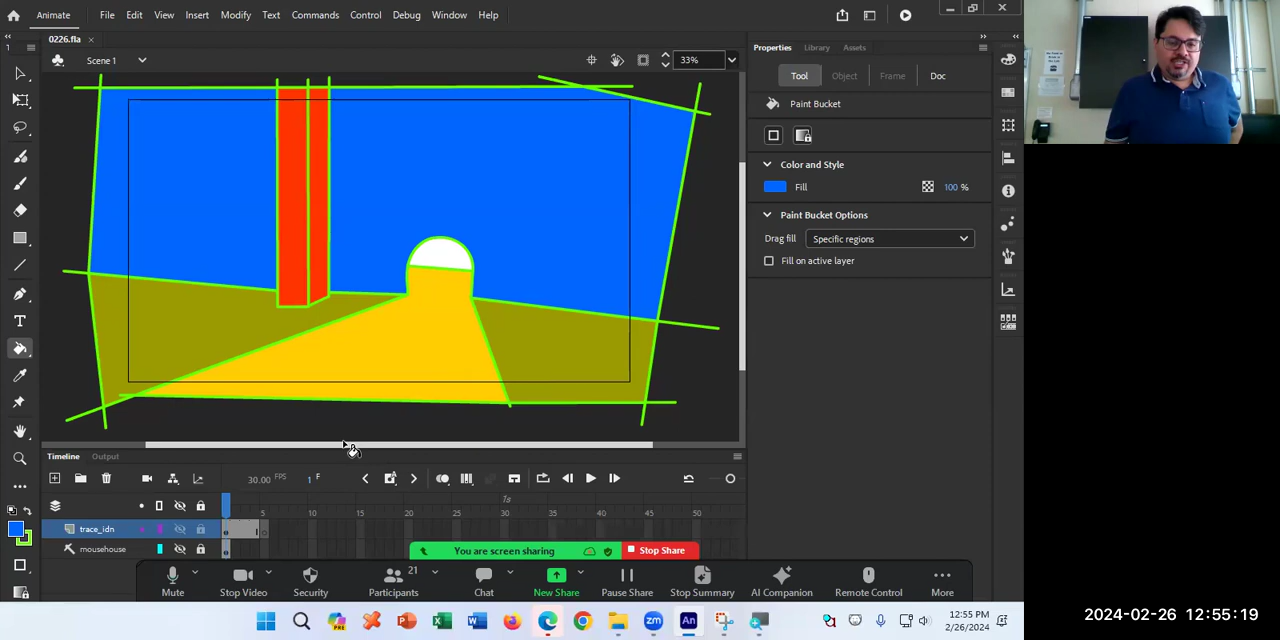 Animate File Edit View Insert Modify Text Commands Control Debug Window Help
0226.fla ×
Scene 1 33%
Properties Library Assets
Tool Object Frame Doc
Paint Bucket
Color and Style
Fill 100 %
Paint Bucket Options
Drag fill Specific regions
Fill on active layer
Timeline Output
30.00 FPS 1 F
1s
5 10 15 20 25 30 35 40 45 50
trace_idn
mousehouse
You are screen sharing Stop Share
21
Mute Stop Video Security Participants Chat New Share Pause Share Stop Summary AI Companion Remote Control More
12:55 PM
2/26/2024
2024-02-26 12:55:19